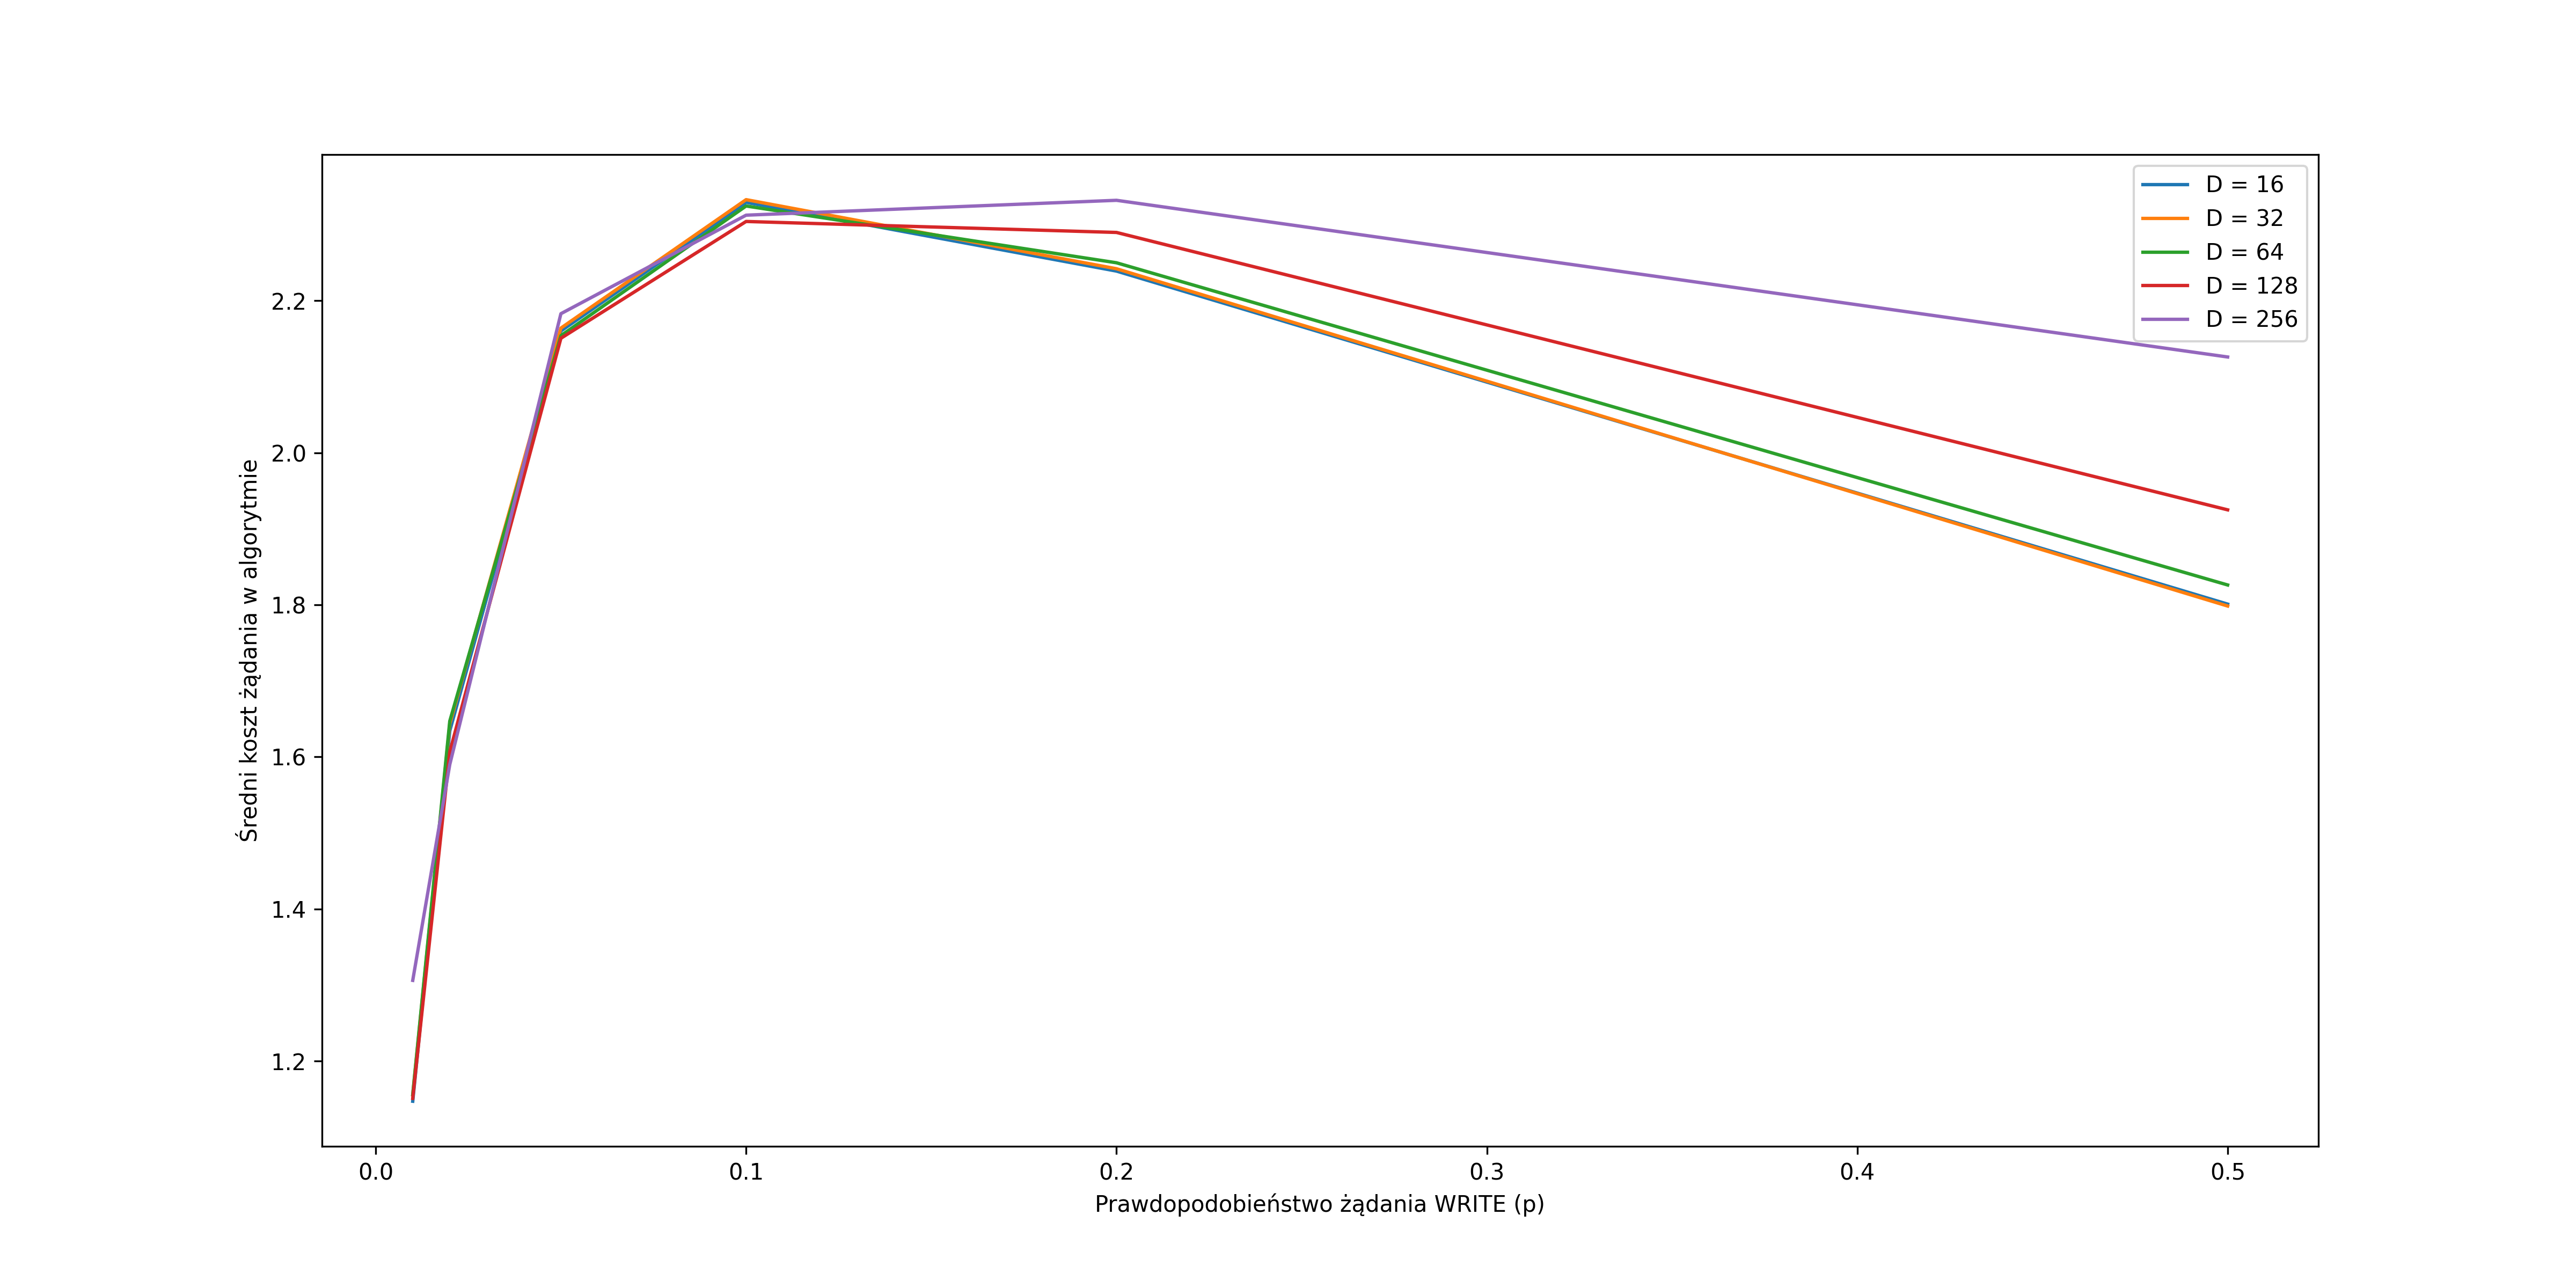 D = 16
D = 32
D = 64
D = 128
D = 256
2.2
2.0
1.8
1.6
1.4
1.2
Średni koszt żądania w algorytmie
0.0 0.1 0.2 0.3 0.4 0.5
Prawdopodobieństwo żądania WRITE (p)